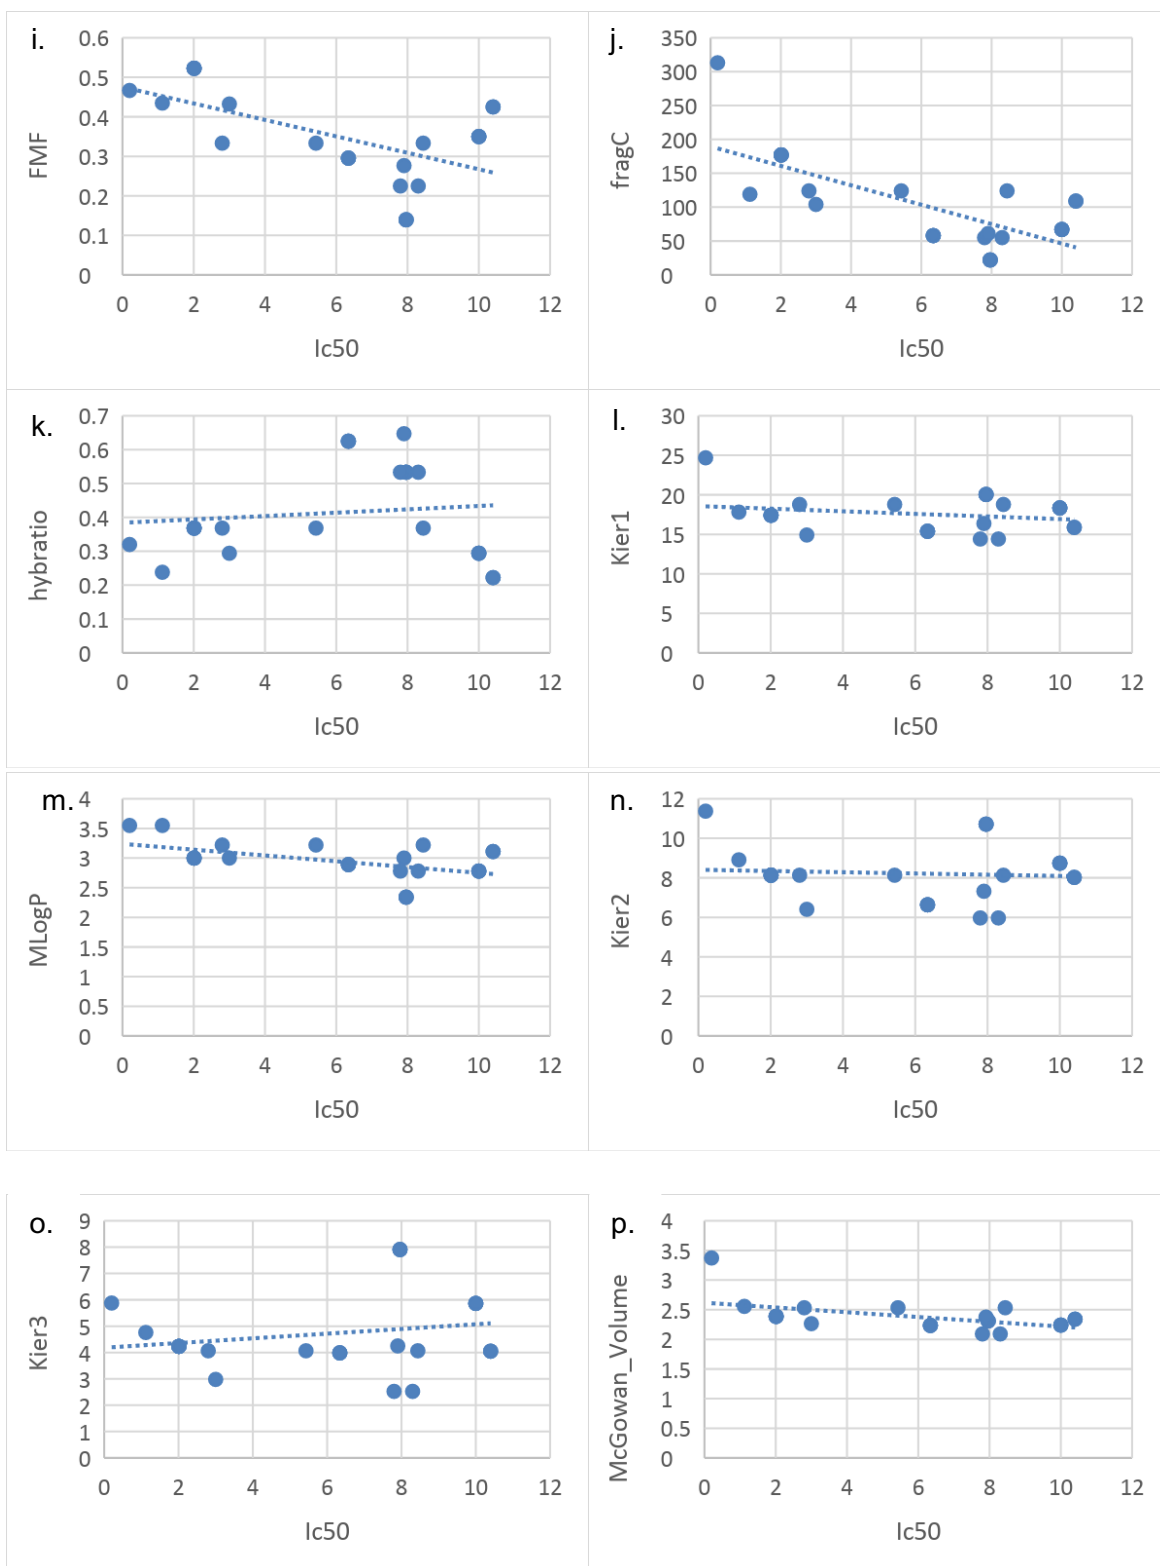 i.
0.6
0.5
0.4
0.3
0.2
0.1
0
FMF
0 2 4 6 8 10 12
Ic50
j.
350
300
250
200
150
100
50
0
fragC
0 2 4 6 8 10 12
Ic50
k.
0.7
0.6
0.5
0.4
0.3
0.2
0.1
0
hybratio
0 2 4 6 8 10 12
Ic50
l.
30
25
20
15
10
5
0
Kier1
0 2 4 6 8 10 12
Ic50
m.
4
3.5
3
2.5
2
1.5
1
0.5
0
MLogP
0 2 4 6 8 10 12
Ic50
n.
12
10
8
6
4
2
0
Kier2
0 2 4 6 8 10 12
Ic50
o.
9
8
7
6
5
4
3
2
1
0
Kier3
0 2 4 6 8 10 12
Ic50
p.
4
3.5
3
2.5
2
1.5
1
0.5
0
McGowan_Volume
0 2 4 6 8 10 12
Ic50